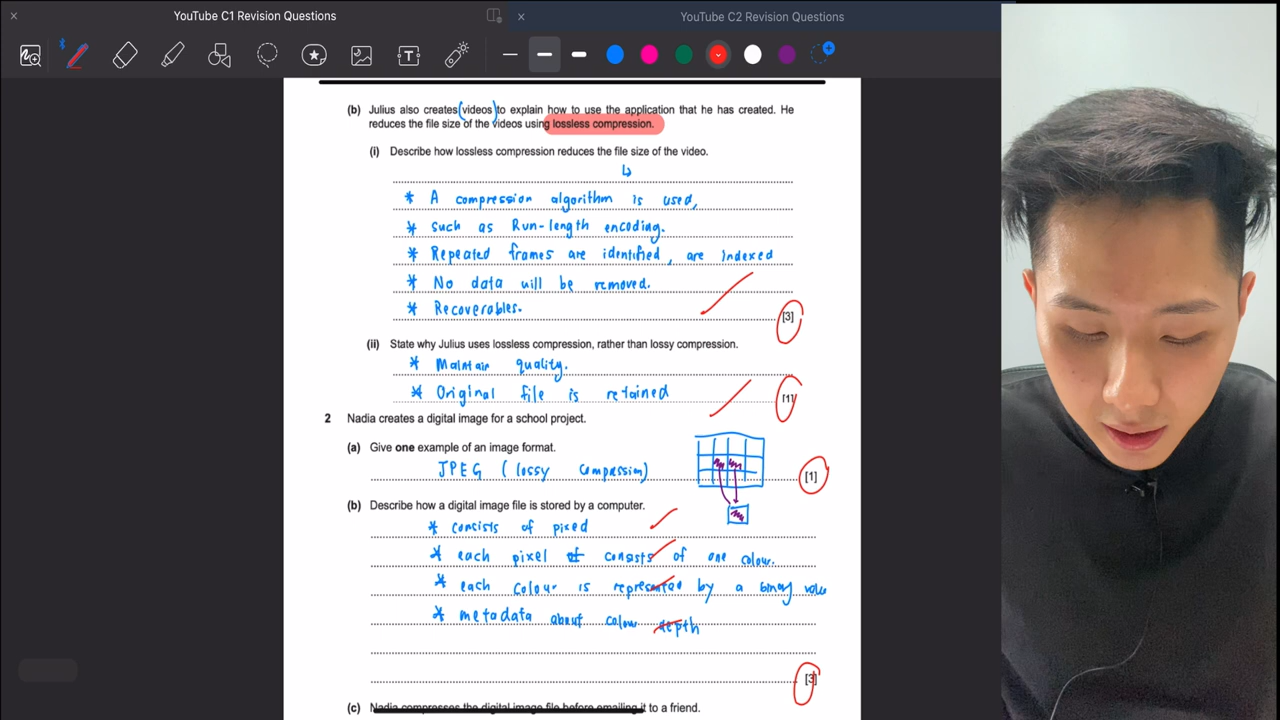 YouTube C1 Revision Questions
YouTube C2 Revision Questions
(b) Julius also creates (videos) to explain how to use the application that he has created. He
reduces the file size of the videos using lossless compression.
(i) Describe how lossless compression reduces the file size of the video.
* A compression algorithm is used,
* such as Run-length encoding.
* Repeated frames are identified, are indexed
* No data will be removed.
* Recoverables.
[3]
(ii) State why Julius uses lossless compression, rather than lossy compression.
* Maintain quality.
* Original file is retained
[1]
2 Nadia creates a digital image for a school project.
(a) Give one example of an image format.
JPEG (lossy compression)
[1]
(b) Describe how a digital image file is stored by a computer.
* consists of pixed
* each pixel consists of one colour.
* each colour is represented by a binary value
* metadata about colour depth
[3]
(c) Nadia compresses the digital image file before emailing it to a friend.